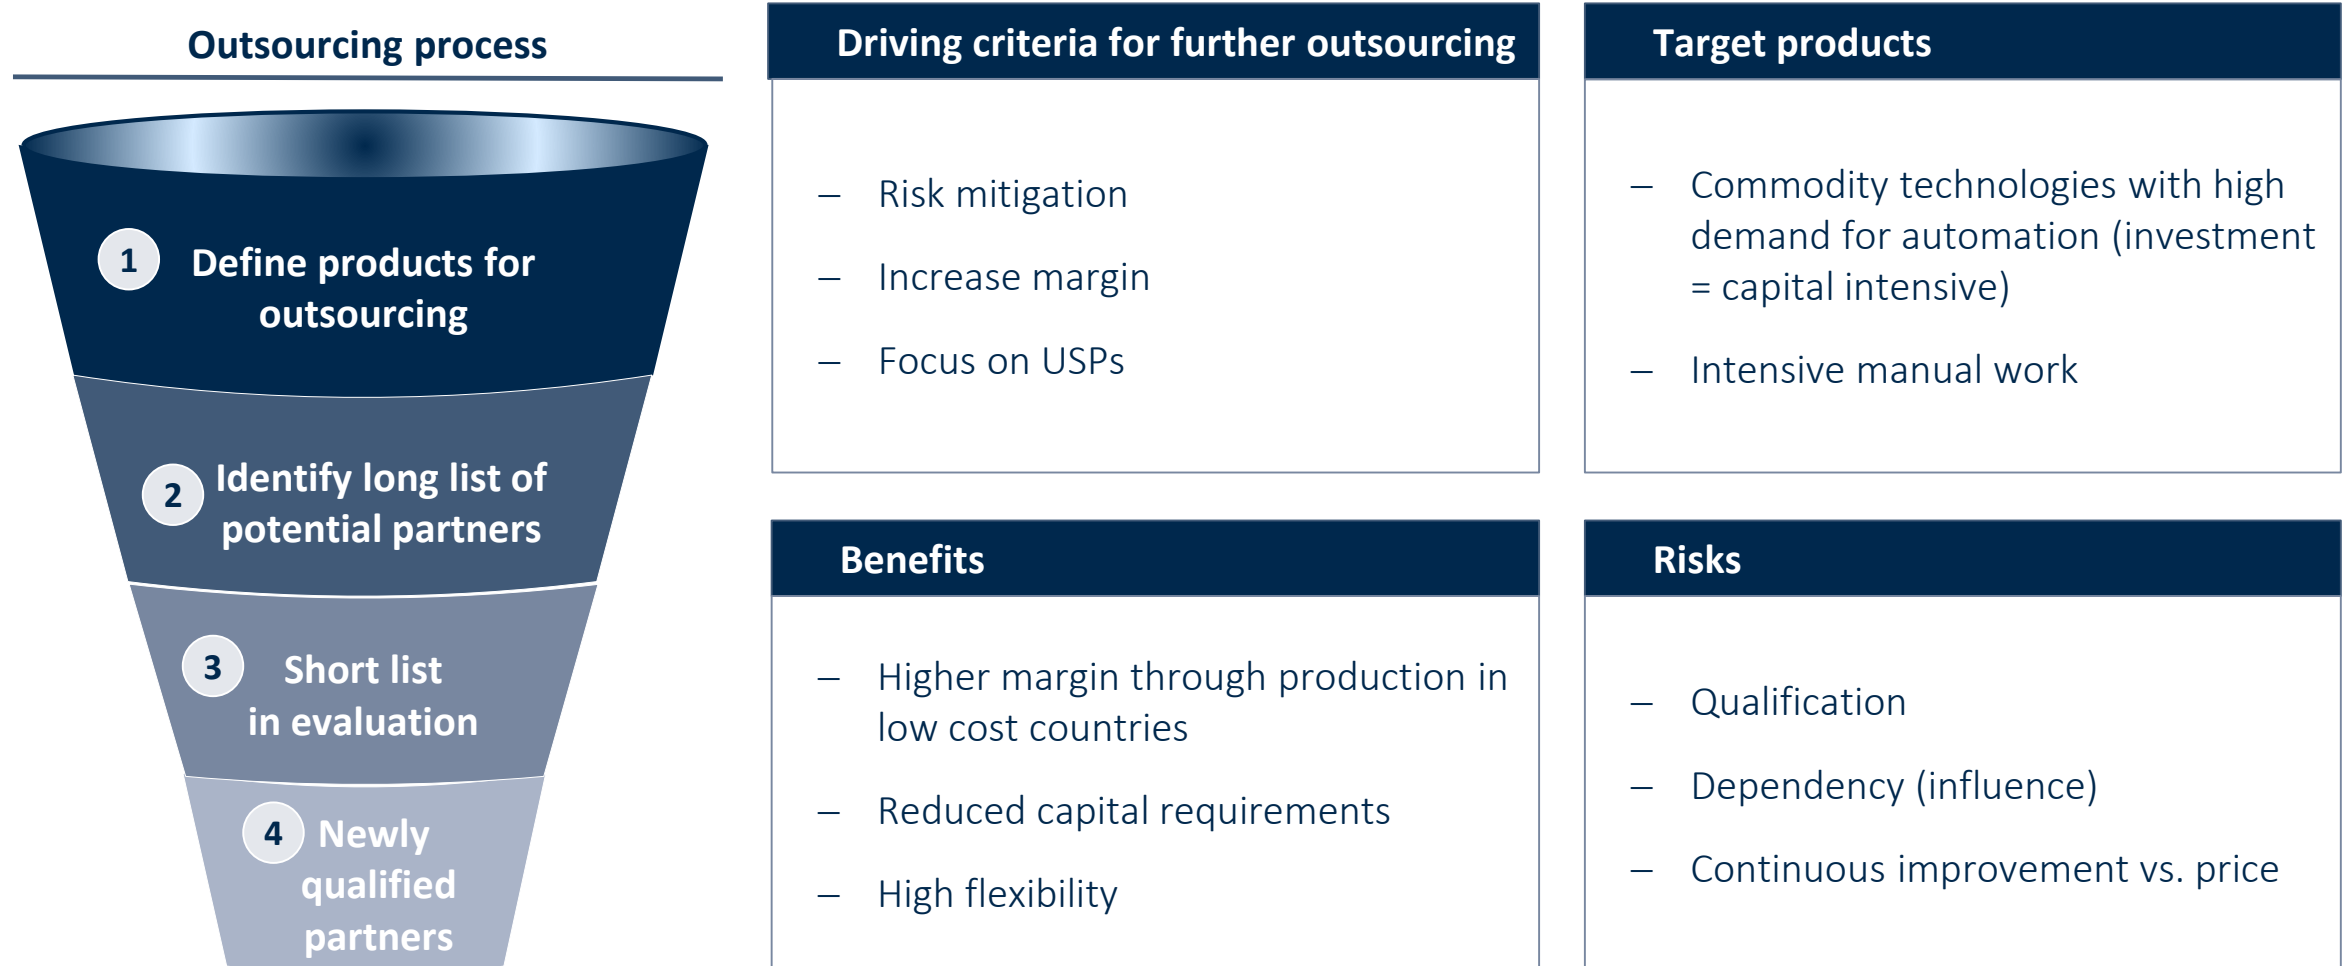 Outsourcing process
1
Define products for
outsourcing
2
Identify long list of
potential partners
3
Short list
in evaluation
4
Newly
qualified
partners
Driving criteria for further outsourcing
– Risk mitigation
– Increase margin
– Focus on USPs
Target products
– Commodity technologies with high
demand for automation (investment
= capital intensive)
– Intensive manual work
Benefits
– Higher margin through production in
low cost countries
– Reduced capital requirements
– High flexibility
Risks
– Qualification
– Dependency (influence)
– Continuous improvement vs. price